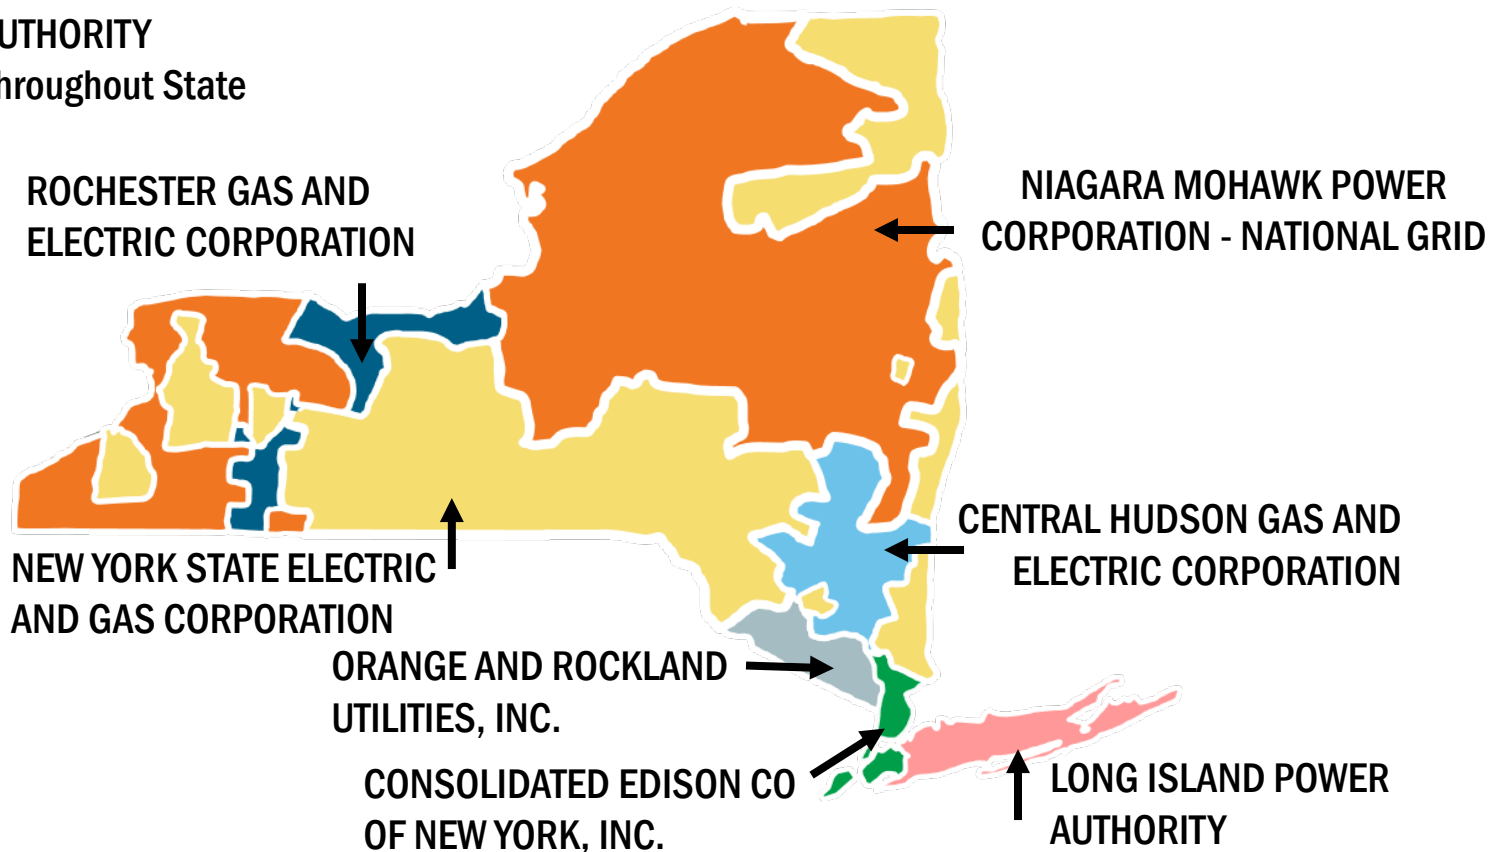 UTHORITY
hroughout State
ROCHESTER GAS AND
ELECTRIC CORPORATION
NIAGARA MOHAWK POWER
CORPORATION - NATIONAL GRID
CENTRAL HUDSON GAS AND
ELECTRIC CORPORATION
NEW YORK STATE ELECTRIC
AND GAS CORPORATION
ORANGE AND ROCKLAND
UTILITIES, INC.
CONSOLIDATED EDISON CO
OF NEW YORK, INC.
LONG ISLAND POWER
AUTHORITY